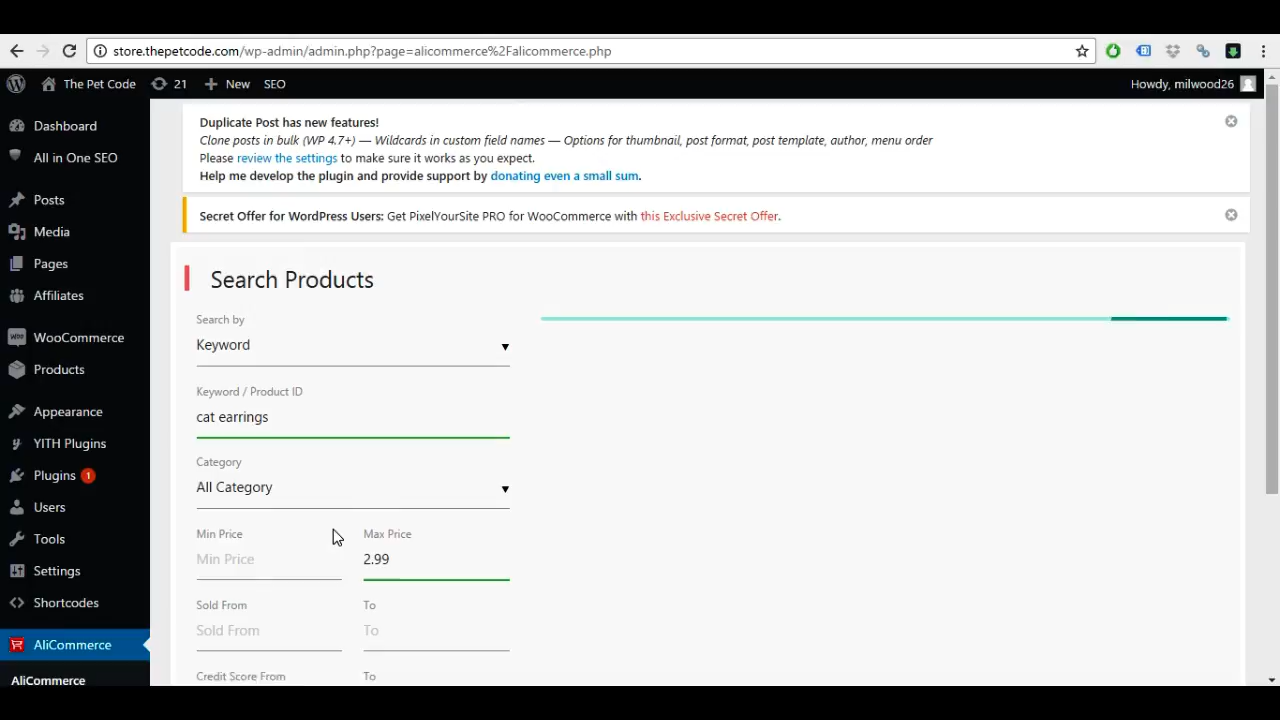 store.thepetcode.com/wp-admin/admin.php?page=alicommerce%2Falicommerce.php
The Pet Code 21 New SEO Howdy, milwood26
Dashboard
All in One SEO
Posts
Media
Pages
Affiliates
WooCommerce
Products
Appearance
YITH Plugins
Plugins 1
Users
Tools
Settings
Shortcodes
AliCommerce
AliCommerce
Duplicate Post has new features!
Clone posts in bulk (WP 4.7+) — Wildcards in custom field names — Options for thumbnail, post format, post template, author, menu order
Please review the settings to make sure it works as you expect.
Help me develop the plugin and provide support by donating even a small sum.
Secret Offer for WordPress Users: Get PixelYourSite PRO for WooCommerce with this Exclusive Secret Offer.
Search Products
Search by
Keyword
Keyword / Product ID
cat earrings
Category
All Category
Min Price Max Price
Min Price 2.99
Sold From To
Sold From To
Credit Score From To